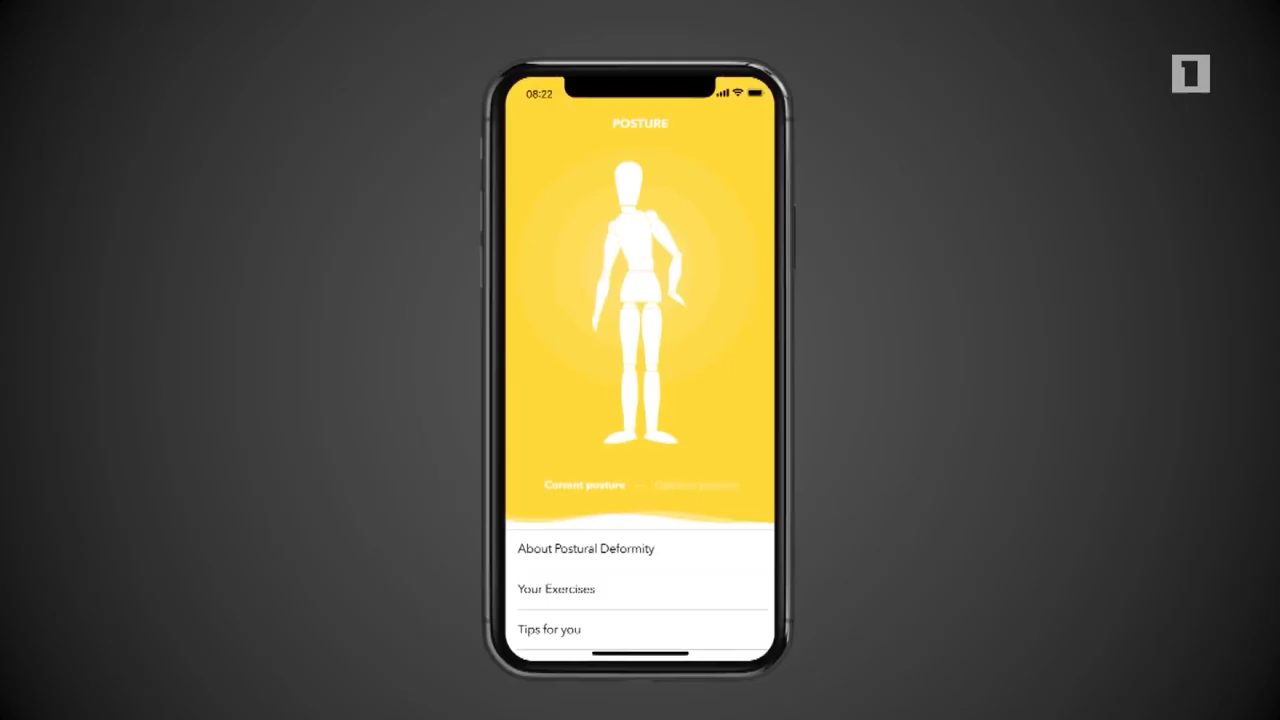 1
08:22
POSTURE
Current posture
About Postural Deformity
Your Exercises
Tips for you